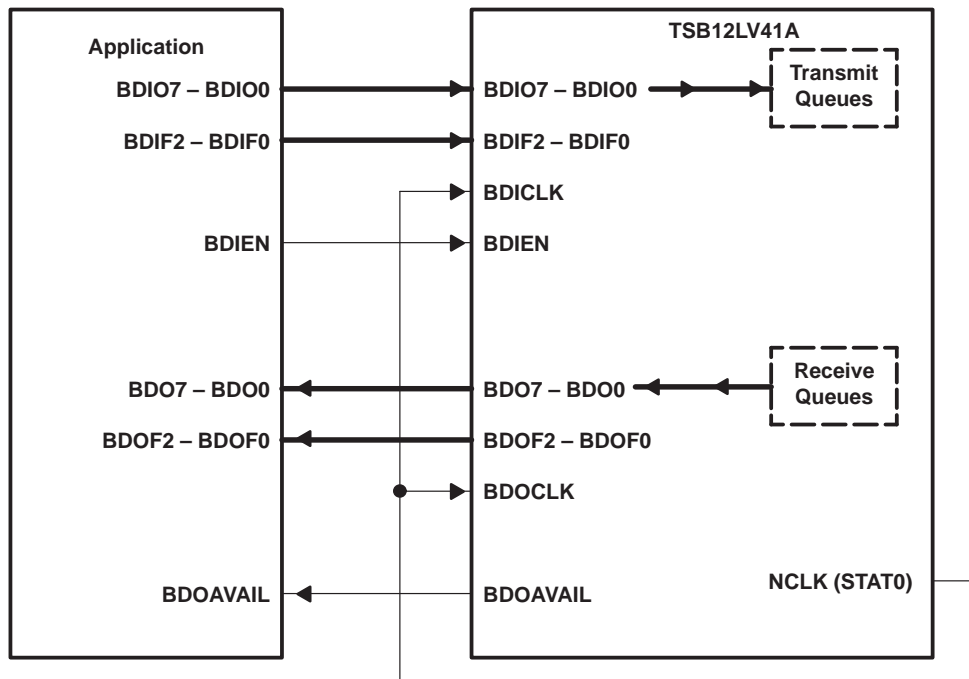 Application
TSB12LV41A
BDIO7 – BDIO0
BDIO7 – BDIO0
Transmit
Queues
BDIF2 – BDIF0
BDIF2 – BDIF0
BDICLK
BDIEN
BDIEN
BDO7 – BDO0
BDO7 – BDO0
Receive
Queues
BDOF2 – BDOF0
BDOF2 – BDOF0
BDOCLK
BDOAVAIL
BDOAVAIL
NCLK (STAT0)